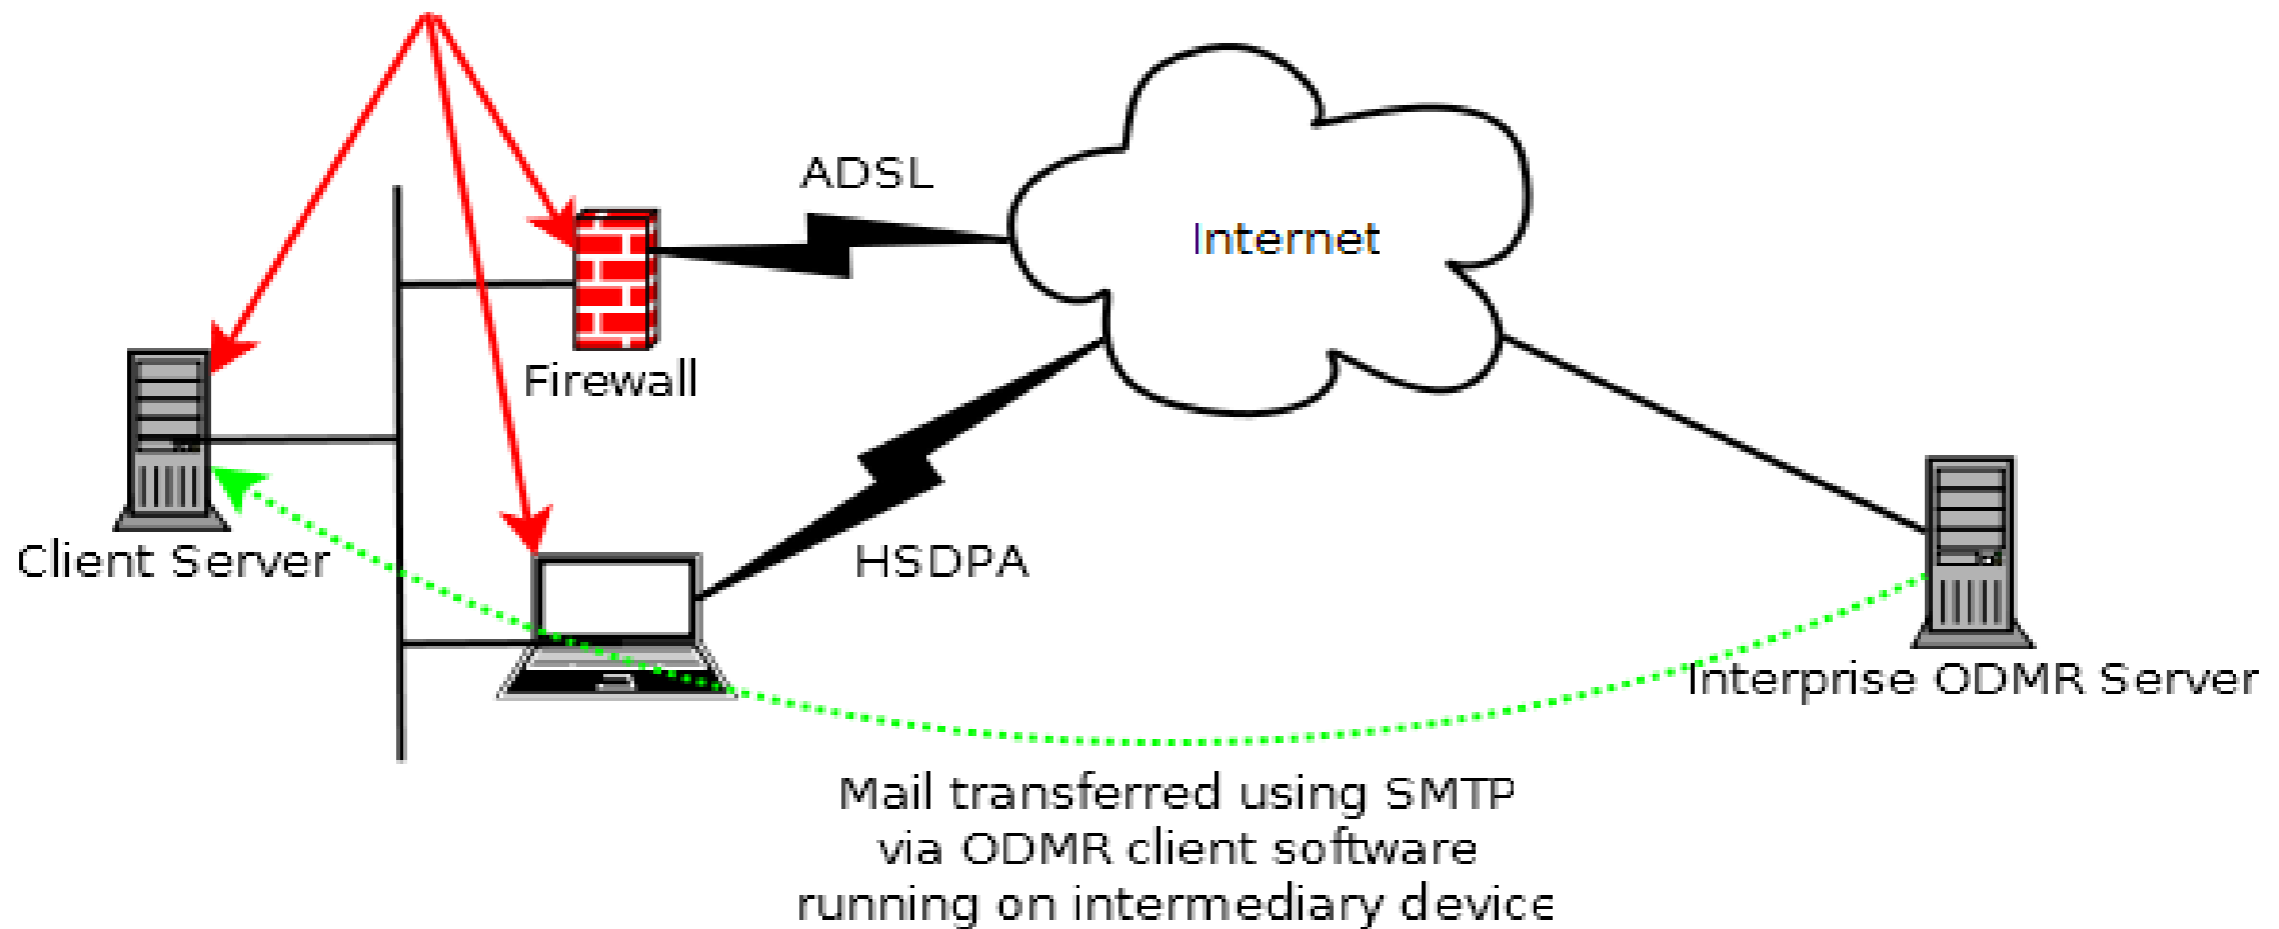 ADSL
Internet
Firewall
Client Server
HSDPA
Interprise ODMR Server
Mail transferred using SMTP
via ODMR client software
running on intermediary device